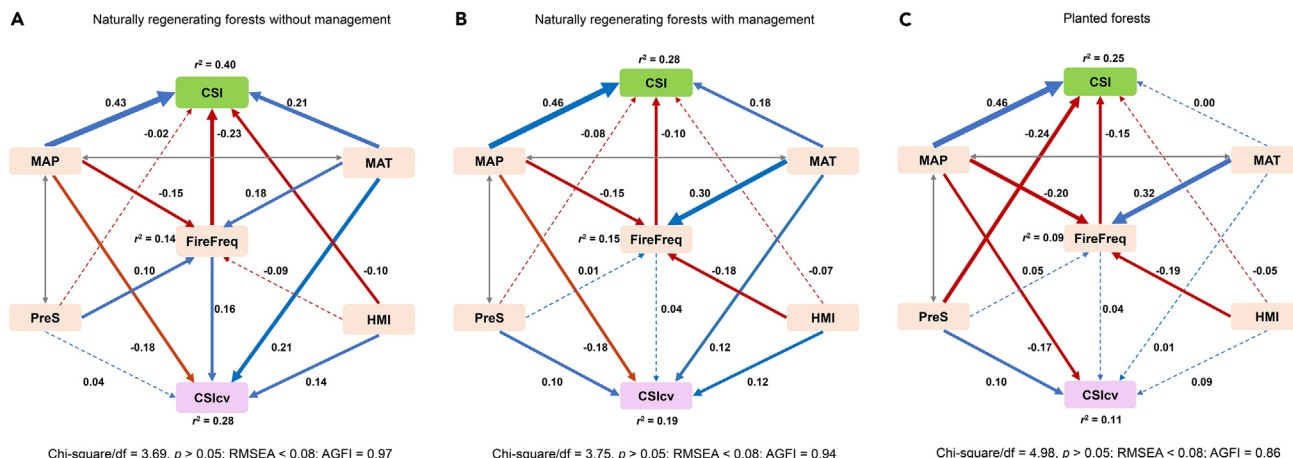 A Naturally regenerating forests without management
r² = 0.40
CSI
0.43
0.21
-0.02
-0.23
MAP
MAT
-0.15
0.18
r² = 0.14
FireFreq
0.10
-0.09
-0.10
PreS
0.16
HMI
-0.18
0.21
0.04
0.14
CSIcv
r² = 0.28
Chi-square/df = 3.69, p > 0.05; RMSEA < 0.08; AGFI = 0.97
B Naturally regenerating forests with management
r² = 0.28
CSI
0.46
0.18
-0.08
-0.10
MAP
MAT
-0.15
0.30
r² = 0.15
FireFreq
0.01
-0.18
-0.07
PreS
0.04
HMI
-0.18
0.12
0.10
0.12
CSIcv
r² = 0.19
Chi-square/df = 3.75, p > 0.05; RMSEA < 0.08; AGFI = 0.94
C Planted forests
r² = 0.25
CSI
0.46
0.00
-0.24
-0.15
MAP
MAT
-0.20
0.32
r² = 0.09
FireFreq
0.05
-0.19
-0.05
PreS
0.04
HMI
-0.17
0.01
0.10
0.09
CSIcv
r² = 0.11
Chi-square/df = 4.98, p > 0.05; RMSEA < 0.08; AGFI = 0.86